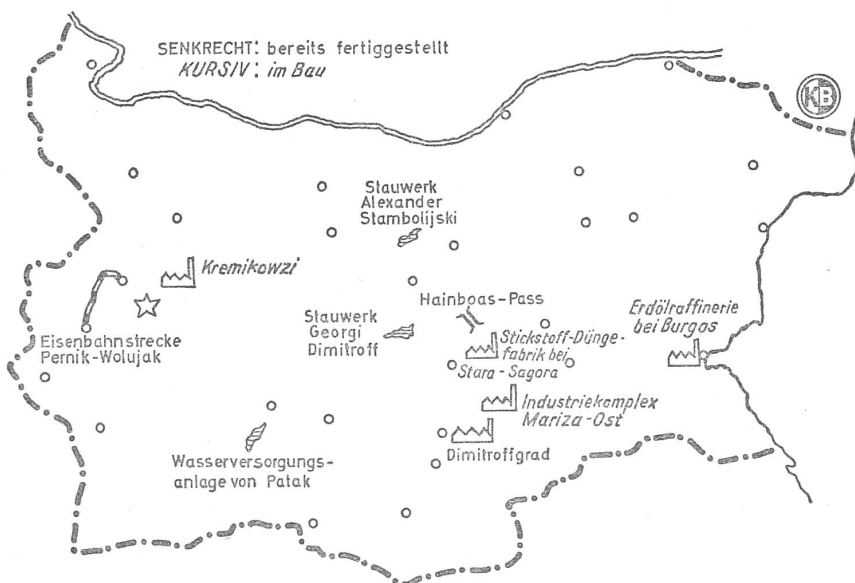 SENKRECHT: bereits fertiggestellt
KURSIV: im Bau
KB
Stauwerk
Alexander
Stambolijski
Kremikowzi
Hainboas-Pass
Erdölraffinerie
bei Burgas
Stauwerk
Georgi
Dimitroff
Eisenbahnstrecke
Pernik-Wolujak
Stickstoff-Dünge-
fabrik bei
Stara-Sagora
Industriekomplex
Mariza-Ost
Dimitroffgrad
Wasserversorgungs-
anlage von Patak